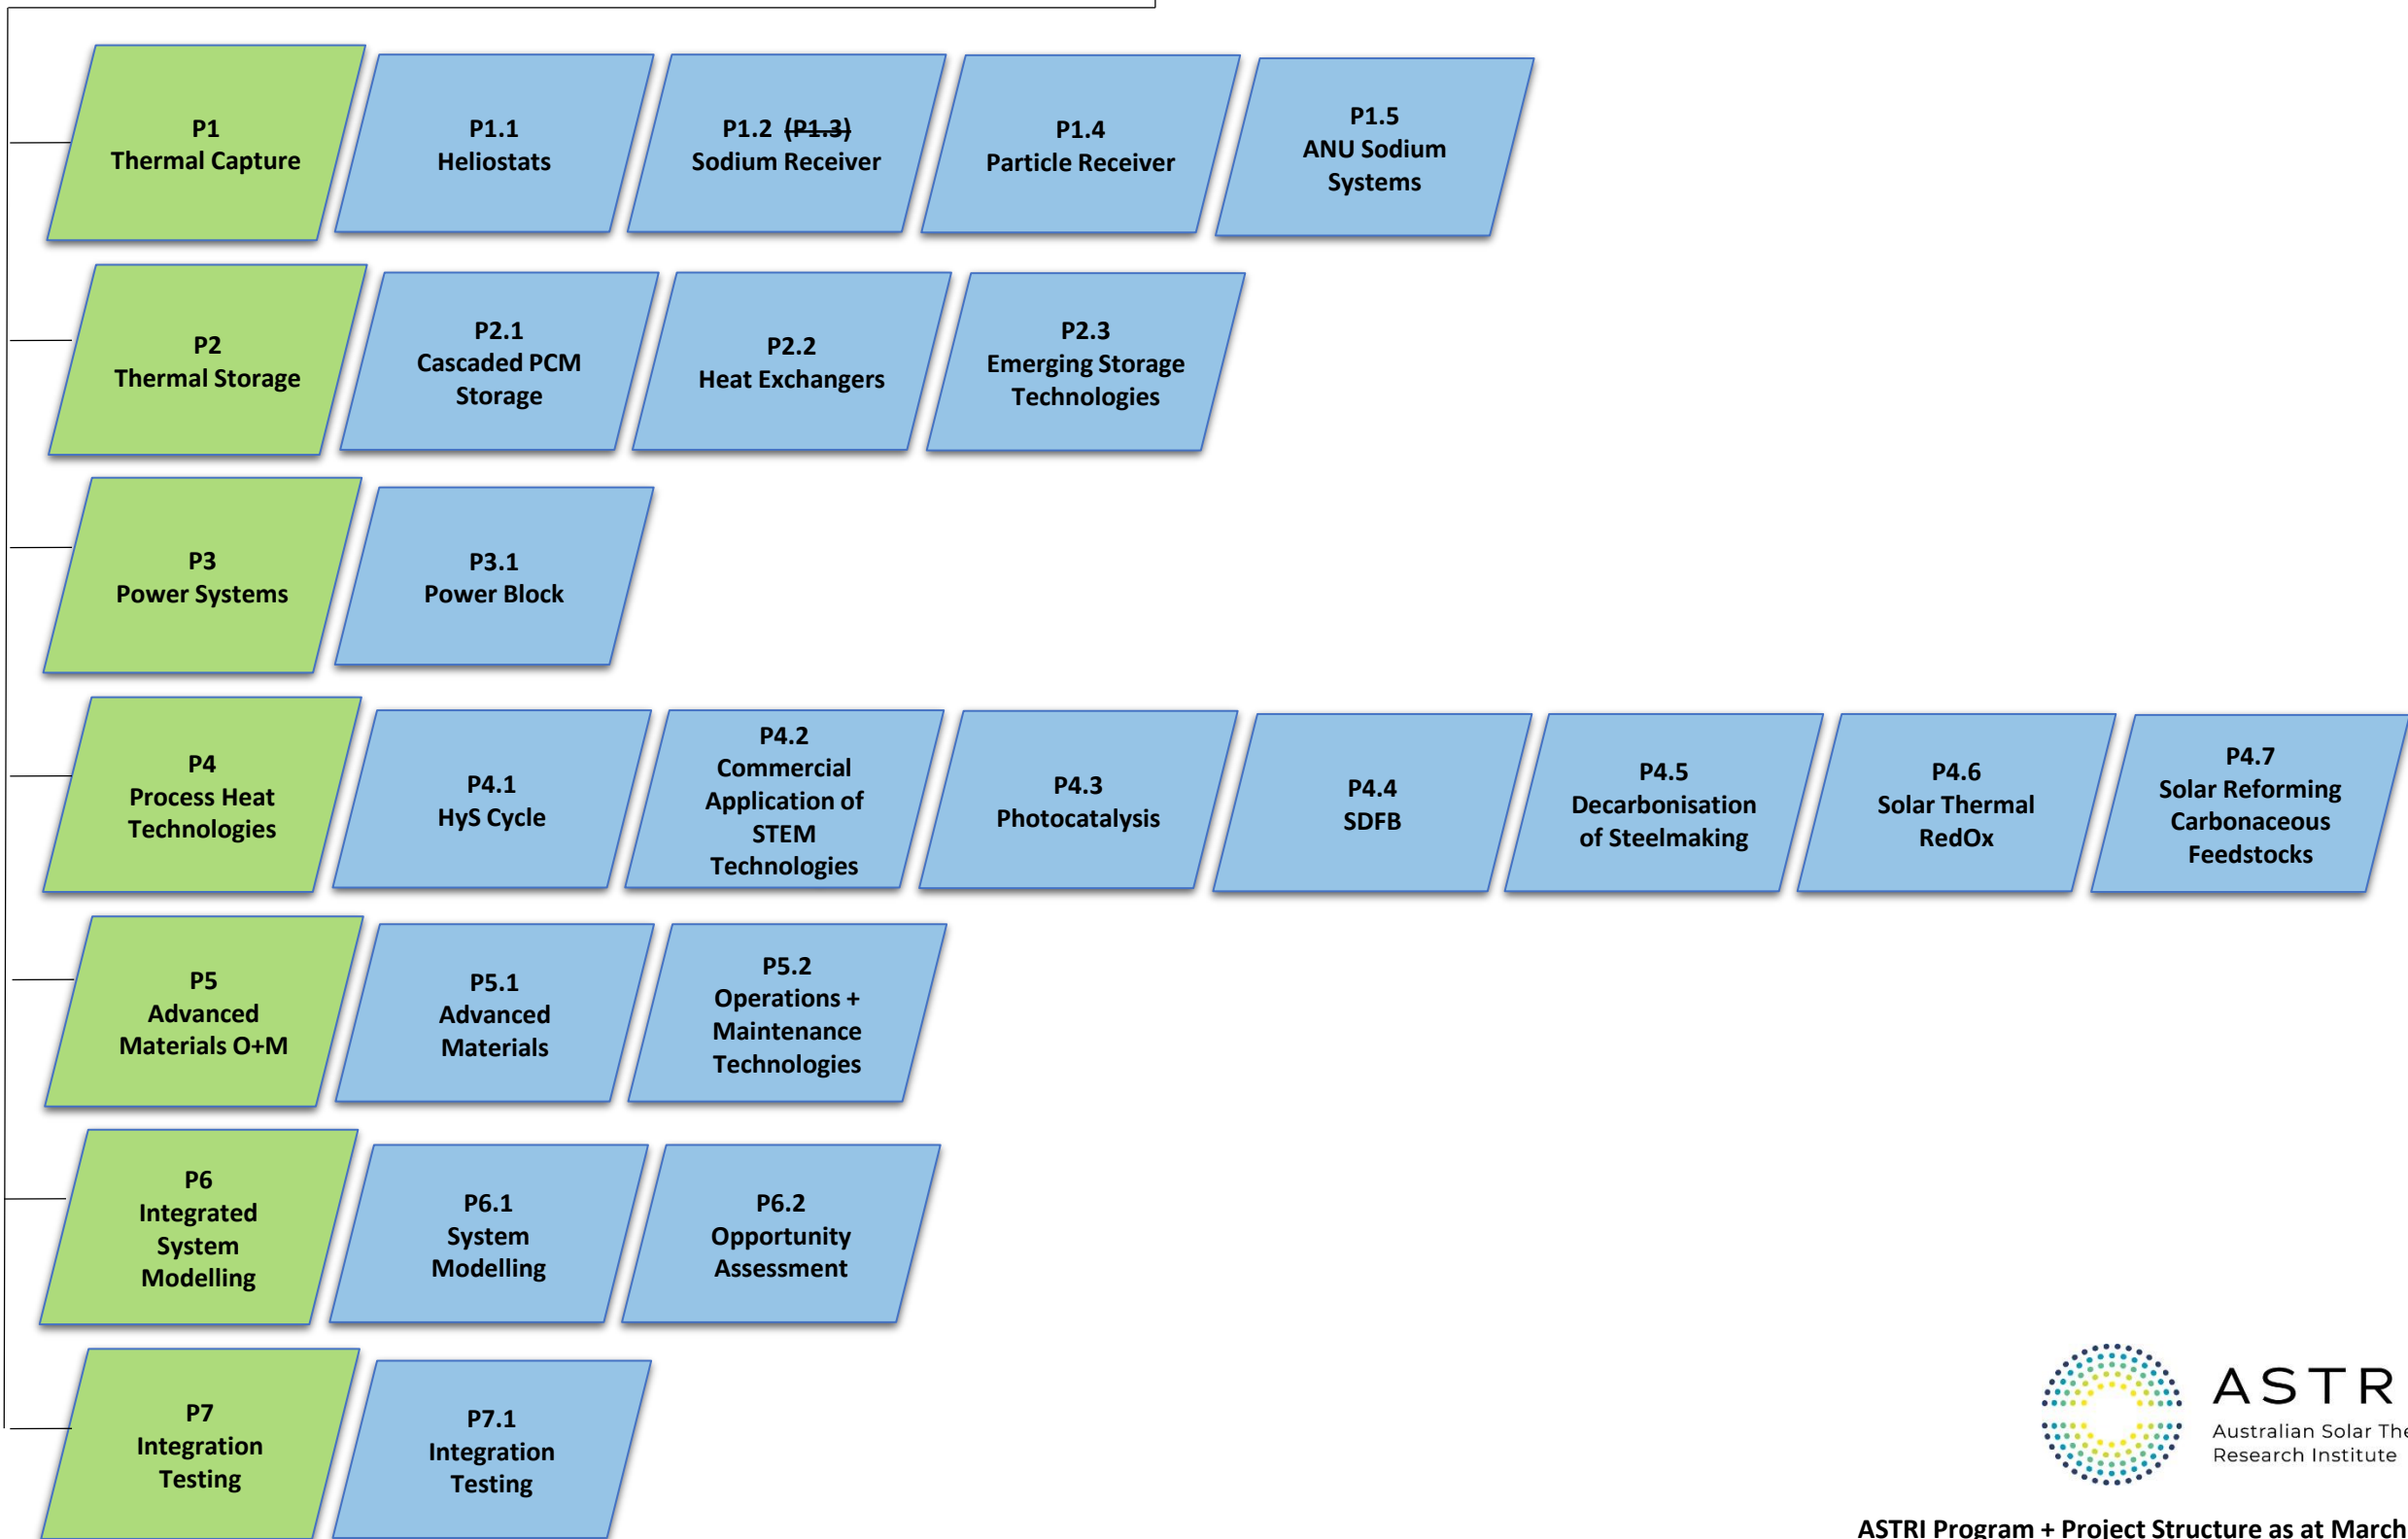 P1
Thermal Capture
P1.1
Heliostats
P1.2 (P1.3)
Sodium Receiver
P1.4
Particle Receiver
P1.5
ANU Sodium
Systems
P2
Thermal Storage
P2.1
Cascaded PCM
Storage
P2.2
Heat Exchangers
P2.3
Emerging Storage
Technologies
P3
Power Systems
P3.1
Power Block
P4
Process Heat
Technologies
P4.1
HyS Cycle
P4.2
Commercial
Application of
STEM
Technologies
P4.3
Photocatalysis
P4.4
SDFB
P4.5
Decarbonisation
of Steelmaking
P4.6
Solar Thermal
RedOx
P4.7
Solar Reforming
Carbonaceous
Feedstocks
P5
Advanced
Materials O+M
P5.1
Advanced
Materials
P5.2
Operations +
Maintenance
Technologies
P6
Integrated
System
Modelling
P6.1
System
Modelling
P6.2
Opportunity
Assessment
P7
Integration
Testing
P7.1
Integration
Testing
ASTR
Australian Solar The
Research Institute
ASTRI Program + Project Structure as at March